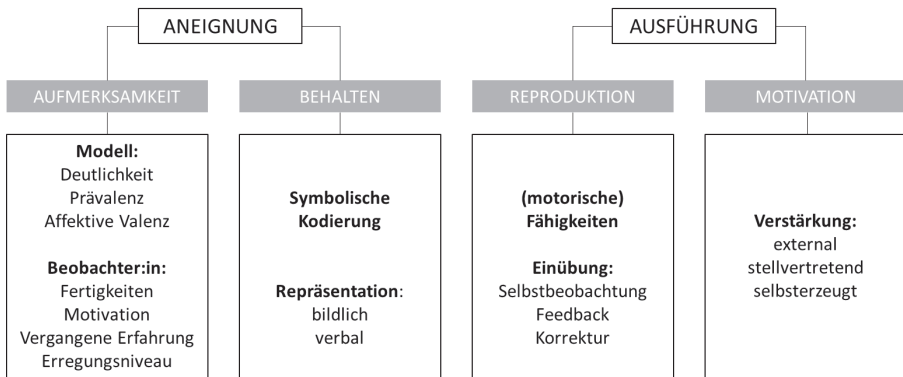 ANEIGNUNG
AUSFÜHRUNG
AUFMERKSAMKEIT
BEHALTEN
REPRODUKTION
MOTIVATION
Modell:
Deutlichkeit
Prävalenz
Affektive Valenz
Beobachter:in:
Fertigkeiten
Motivation
Vergangene Erfahrung
Erregungsniveau
Symbolische
Kodierung
Repräsentation:
bildlich
verbal
(motorische)
Fähigkeiten
Einübung:
Selbstbeobachtung
Feedback
Korrektur
Verstärkung:
external
stellvertretend
selbsterzeugt